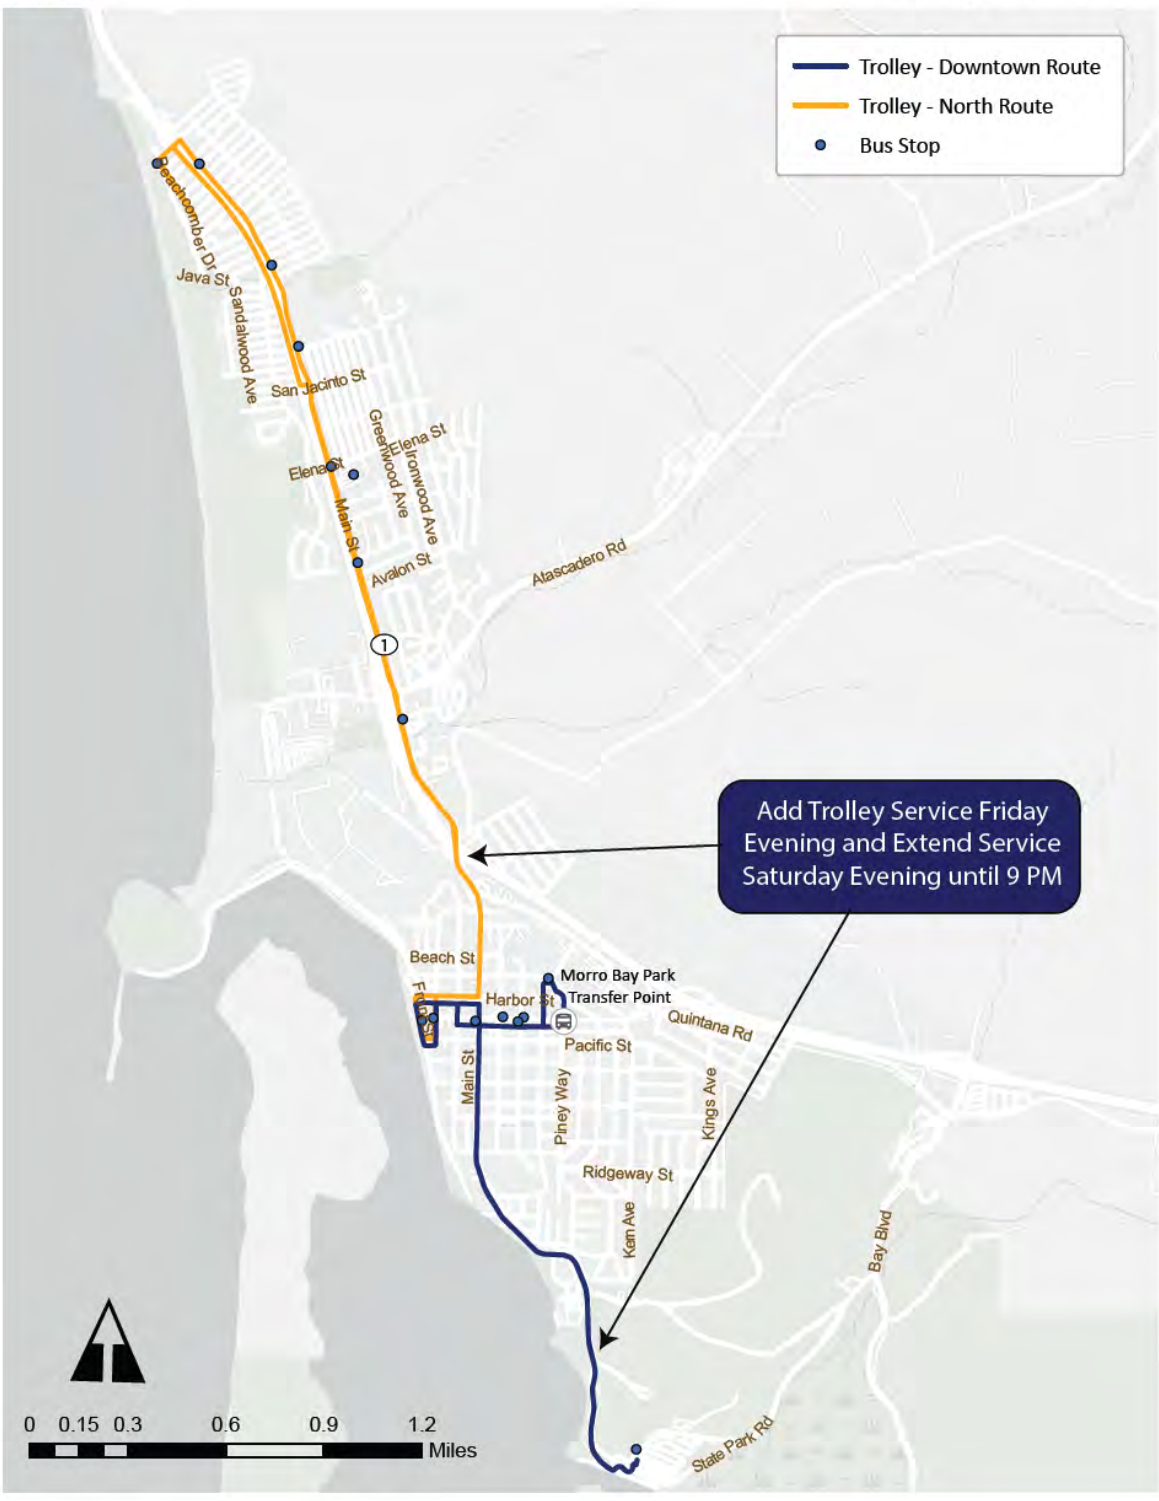 Trolley - Downtown Route
Trolley - North Route
Bus Stop
Beachcomber Dr
Java St
Sandalwood Ave
San Jacinto St
Greenwood Ave
Elena St
Ironwood Ave
Elena St
Main St
Avalon St
Atascadero Rd
1
Add Trolley Service Friday
Evening and Extend Service
Saturday Evening until 9 PM
Beach St
Morro Bay Park
Transfer Point
Harbor St
Front St
Quintana Rd
Pacific St
Main St
Piney Way
Kings Ave
Ridgeway St
Kern Ave
Bay Blvd
State Park Rd
0 0.15 0.3 0.6 0.9 1.2
Miles